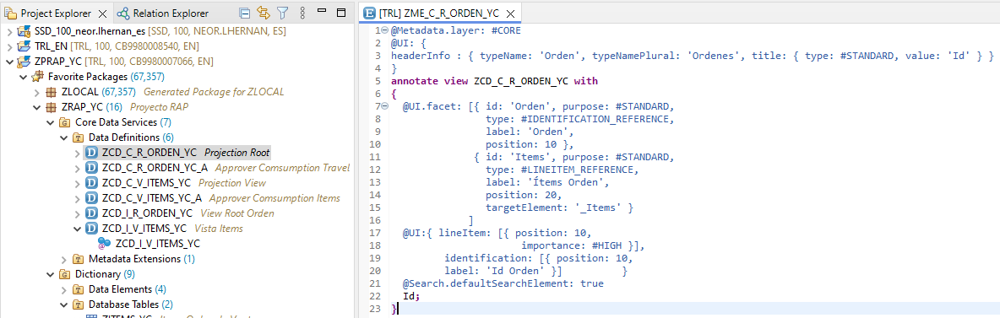 Project Explorer
Relation Explorer
SSD_100_neor.lhernan_es [SSD, 100, NEOR.LHERNAN, ES]
TRL_EN [TRL, 100, CB9980008540, EN]
ZPRAP_YC [TRL, 100, CB9980007066, EN]
Favorite Packages (67,357)
ZLOCAL (67,357) Generated Package for ZLOCAL
ZRAP_YC (16) Proyecto RAP
Core Data Services (7)
Data Definitions (6)
ZCD_C_R_ORDEN_YC Projection Root
ZCD_C_R_ORDEN_YC_A Approver Comsumption Travel
ZCD_C_V_ITEMS_YC Projection View
ZCD_C_V_ITEMS_YC_A Approver Comsumption Items
ZCD_I_R_ORDEN_YC View Root Orden
ZCD_I_V_ITEMS_YC Vista Items
ZCD_I_V_ITEMS_YC
Metadata Extensions (1)
Dictionary (9)
Data Elements (4)
Database Tables (2)
[TRL] ZME_C_R_ORDEN_YC
1 @Metadata.layer: #CORE
2 @UI: {
3 headerInfo : { typeName: 'Orden', typeNamePlural: 'Ordenes', title: { type: #STANDARD, value: 'Id' } }
4 }
5 annotate view ZCD_C_R_ORDEN_YC with
6 {
7 @UI.facet: [{ id: 'Orden', purpose: #STANDARD,
8 type: #IDENTIFICATION_REFERENCE,
9 label: 'Orden',
10 position: 10 },
11 { id: 'Items', purpose: #STANDARD,
12 type: #LINEITEM_REFERENCE,
13 label: 'Ítems Orden',
14 position: 20,
15 targetElement: '_Items' }
16 ]
17 @UI:{ lineItem: [{ position: 10,
18 importance: #HIGH }],
19 identification: [{ position: 10,
20 label: 'Id Orden' }] }
21 @Search.defaultSearchElement: true
22 Id;
23 }